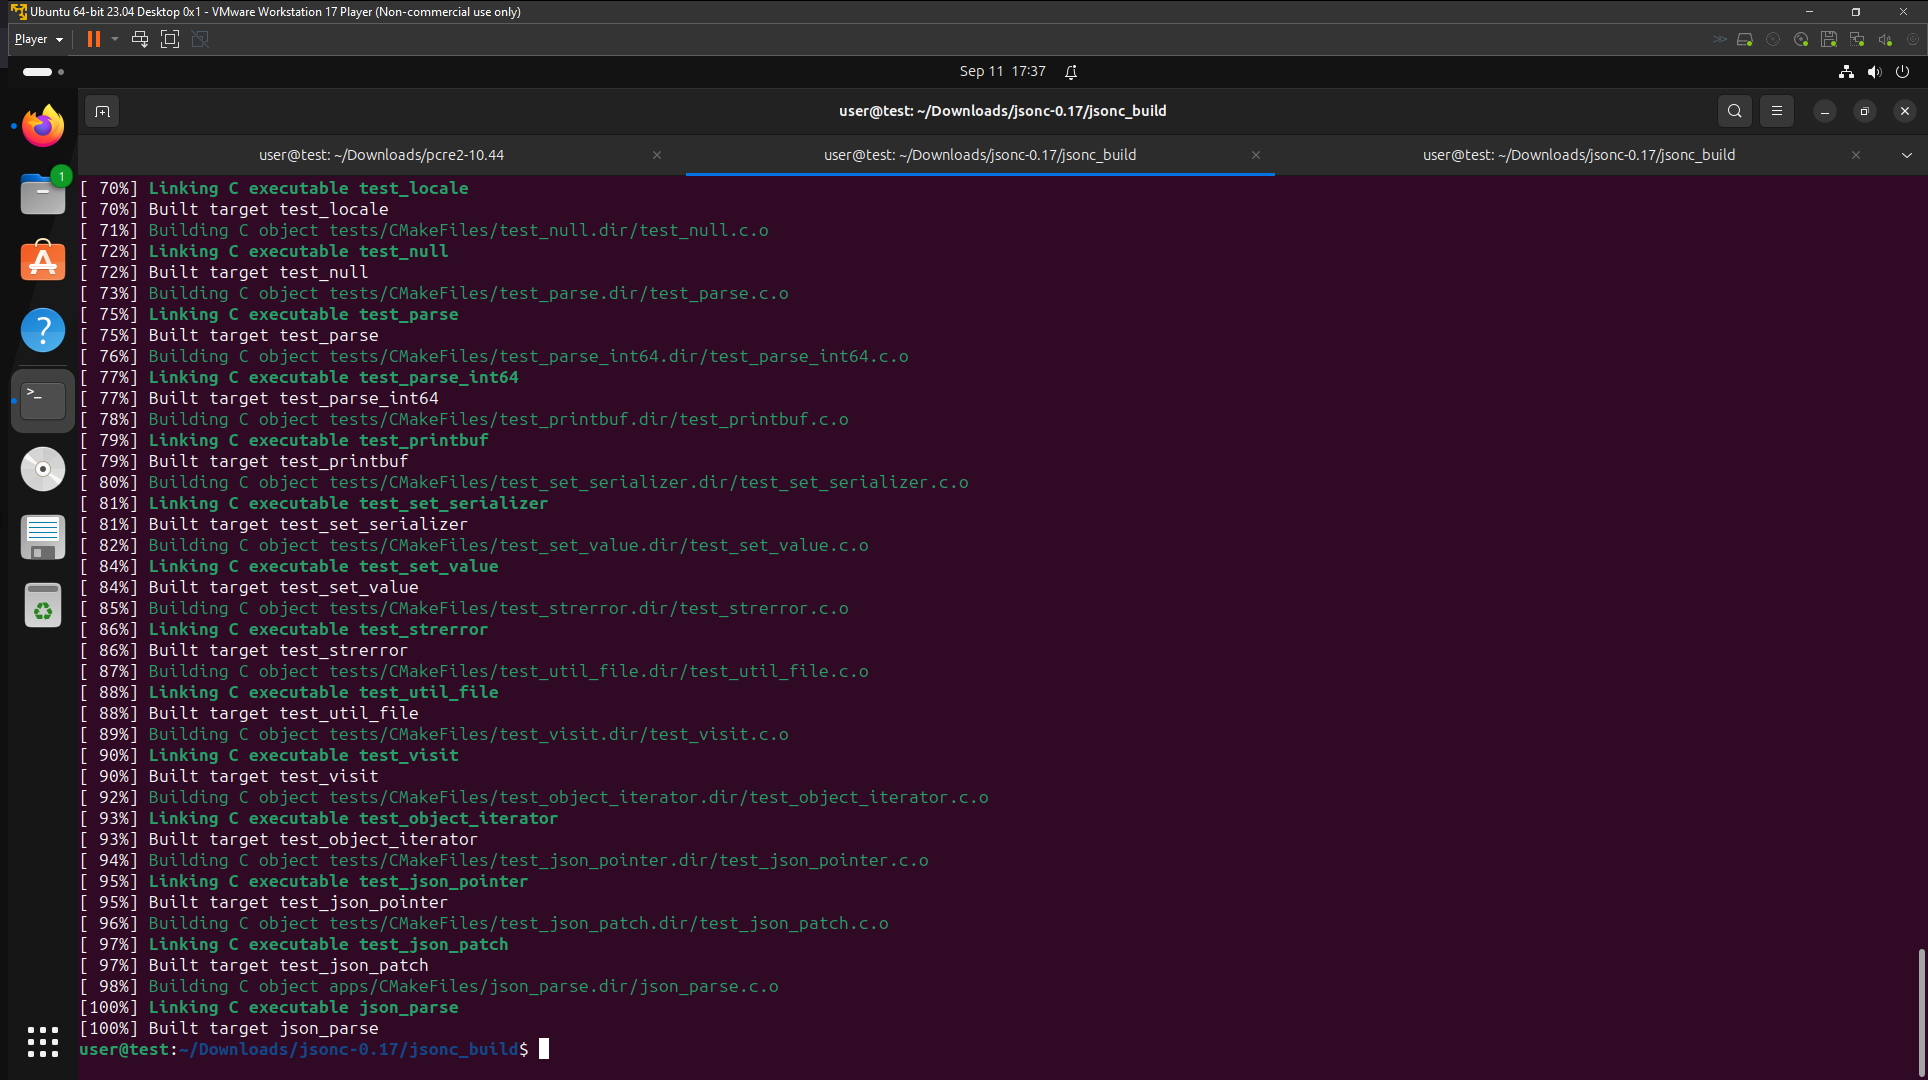 Ubuntu 64-bit 23.04 Desktop 0x1 - VMware Workstation 17 Player (Non-commercial use only)
Player
Sep 11 17:37
user@test: ~/Downloads/jsonc-0.17/jsonc_build
user@test: ~/Downloads/pcre2-10.44
user@test: ~/Downloads/jsonc-0.17/jsonc_build
user@test: ~/Downloads/jsonc-0.17/jsonc_build
1
[ 70%] Linking C executable test_locale
[ 70%] Built target test_locale
[ 71%] Building C object tests/CMakeFiles/test_null.dir/test_null.c.o
[ 72%] Linking C executable test_null
[ 72%] Built target test_null
[ 73%] Building C object tests/CMakeFiles/test_parse.dir/test_parse.c.o
[ 75%] Linking C executable test_parse
[ 75%] Built target test_parse
[ 76%] Building C object tests/CMakeFiles/test_parse_int64.dir/test_parse_int64.c.o
[ 77%] Linking C executable test_parse_int64
[ 77%] Built target test_parse_int64
[ 78%] Building C object tests/CMakeFiles/test_printbuf.dir/test_printbuf.c.o
[ 79%] Linking C executable test_printbuf
[ 79%] Built target test_printbuf
[ 80%] Building C object tests/CMakeFiles/test_set_serializer.dir/test_set_serializer.c.o
[ 81%] Linking C executable test_set_serializer
[ 81%] Built target test_set_serializer
[ 82%] Building C object tests/CMakeFiles/test_set_value.dir/test_set_value.c.o
[ 84%] Linking C executable test_set_value
[ 84%] Built target test_set_value
[ 85%] Building C object tests/CMakeFiles/test_strerror.dir/test_strerror.c.o
[ 86%] Linking C executable test_strerror
[ 86%] Built target test_strerror
[ 87%] Building C object tests/CMakeFiles/test_util_file.dir/test_util_file.c.o
[ 88%] Linking C executable test_util_file
[ 88%] Built target test_util_file
[ 89%] Building C object tests/CMakeFiles/test_visit.dir/test_visit.c.o
[ 90%] Linking C executable test_visit
[ 90%] Built target test_visit
[ 92%] Building C object tests/CMakeFiles/test_object_iterator.dir/test_object_iterator.c.o
[ 93%] Linking C executable test_object_iterator
[ 93%] Built target test_object_iterator
[ 94%] Building C object tests/CMakeFiles/test_json_pointer.dir/test_json_pointer.c.o
[ 95%] Linking C executable test_json_pointer
[ 95%] Built target test_json_pointer
[ 96%] Building C object tests/CMakeFiles/test_json_patch.dir/test_json_patch.c.o
[ 97%] Linking C executable test_json_patch
[ 97%] Built target test_json_patch
[ 98%] Building C object apps/CMakeFiles/json_parse.dir/json_parse.c.o
[100%] Linking C executable json_parse
[100%] Built target json_parse
user@test:~/Downloads/jsonc-0.17/jsonc_build$